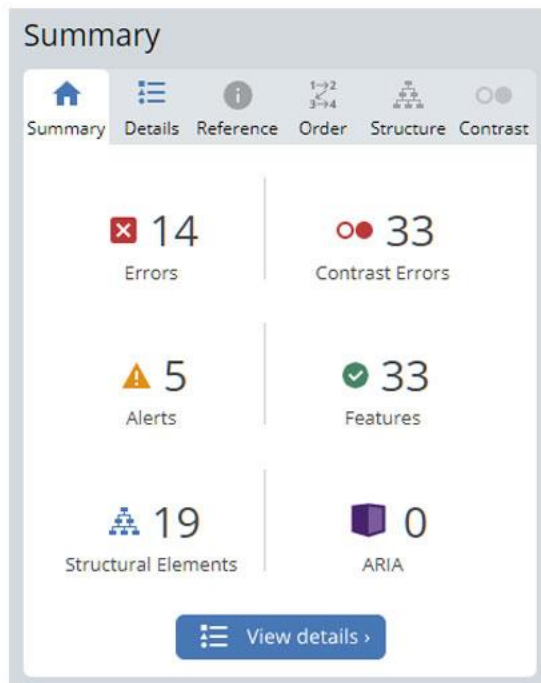 Summary
Summary Details Reference Order Structure Contrast
1→2
3→4
14 33
Errors Contrast Errors
5 33
Alerts Features
19 0
Structural Elements ARIA
View details ›